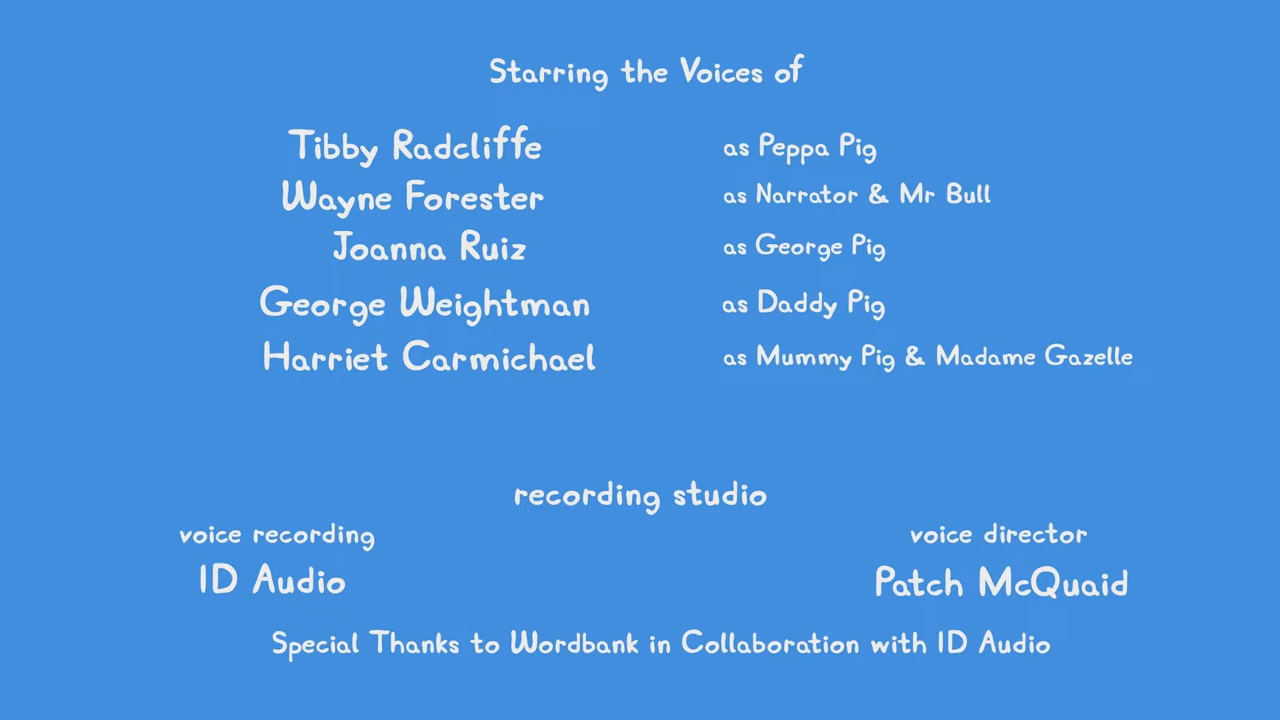 Starring the Voices of
Tibby Radcliffe as Peppa Pig
Wayne Forester as Narrator & Mr Bull
Joanna Ruiz as George Pig
George Weightman as Daddy Pig
Harriet Carmichael as Mummy Pig & Madame Gazelle
recording studio
voice recording voice director
ID Audio Patch McQuaid
Special Thanks to Wordbank in Collaboration with ID Audio